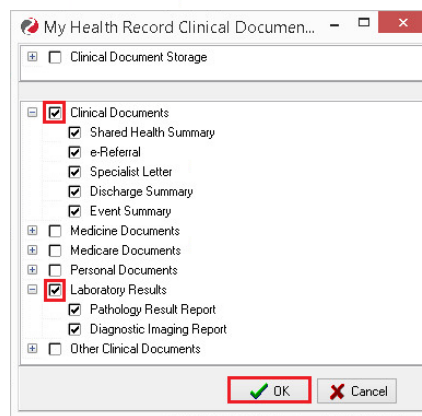 My Health Record Clinical Documen...
Clinical Document Storage
Clinical Documents
Shared Health Summary
e-Referral
Specialist Letter
Discharge Summary
Event Summary
Medicine Documents
Medicare Documents
Personal Documents
Laboratory Results
Pathology Result Report
Diagnostic Imaging Report
Other Clinical Documents
OK Cancel